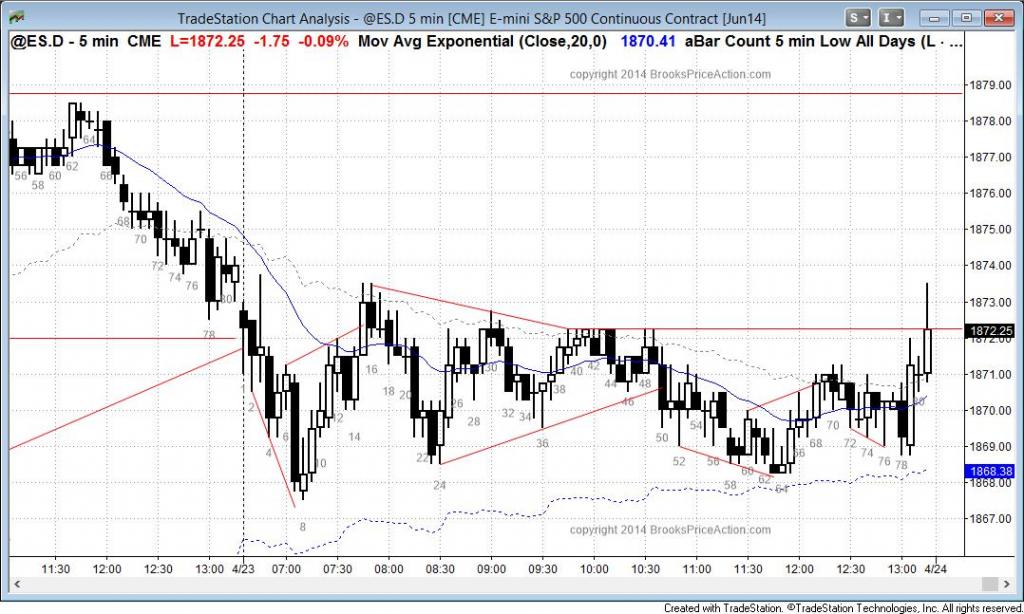 TradeStation Chart Analysis - @ES.D 5 min [CME] E-mini S&P 500 Continuous Contract [Jun14]
S I
@ES.D - 5 min CME L=1872.25 -1.75 -0.09% Mov Avg Exponential (Close,20,0) 1870.41 aBar Count 5 min Low All Days (L · ...
copyright 2014 BrooksPriceAction.com
1879.00
1878.00
1877.00
1876.00
1875.00
1874.00
1873.00
1872.25
1872.00
1871.00
1870.00
1869.00
1868.38
1868.00
1867.00
56 58 60 62 64 66 68 70 72 74 76 78 80
2 4 6 8 10 12 14 16 18 20 22 24 26 28 30 32 34 36 38 40 42 44 46 48 50 52 54 56 58 60 62 64 66 68 70 72 74 76 78 80
copyright 2014 BrooksPriceAction.com
11:30 12:00 12:30 13:00 4/23 07:00 07:30 08:00 08:30 09:00 09:30 10:00 10:30 11:00 11:30 12:00 12:30 13:00 4/24
Created with TradeStation. ©TradeStation Technologies, Inc. All rights reserved.